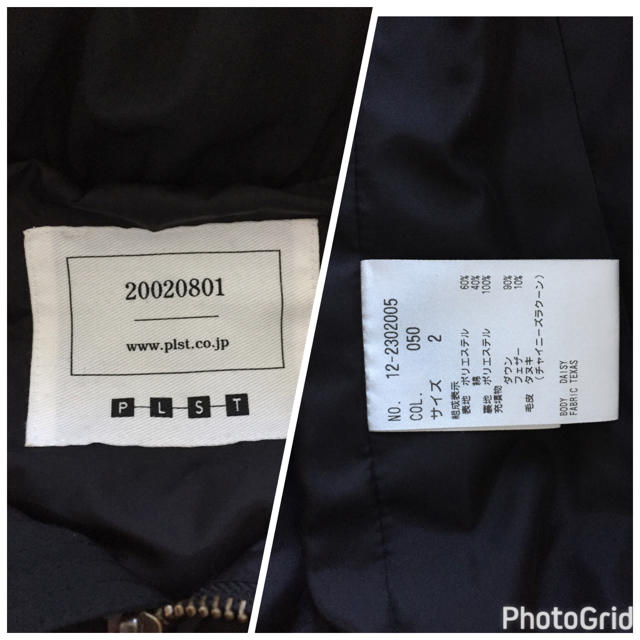 20020801
www.plst.co.jp
P L S T
NO. 12-2302005
COL. 050
サイズ 2
組成表示
表地 ポリエステル 60%
綿 40%
裏地 ポリエステル 100%
充填物
ダウン 90%
フェザー 10%
毛皮 タヌキ
(チャイニーズラクーン)
BODY DAISY
FABRIC TEXAS
PhotoGrid